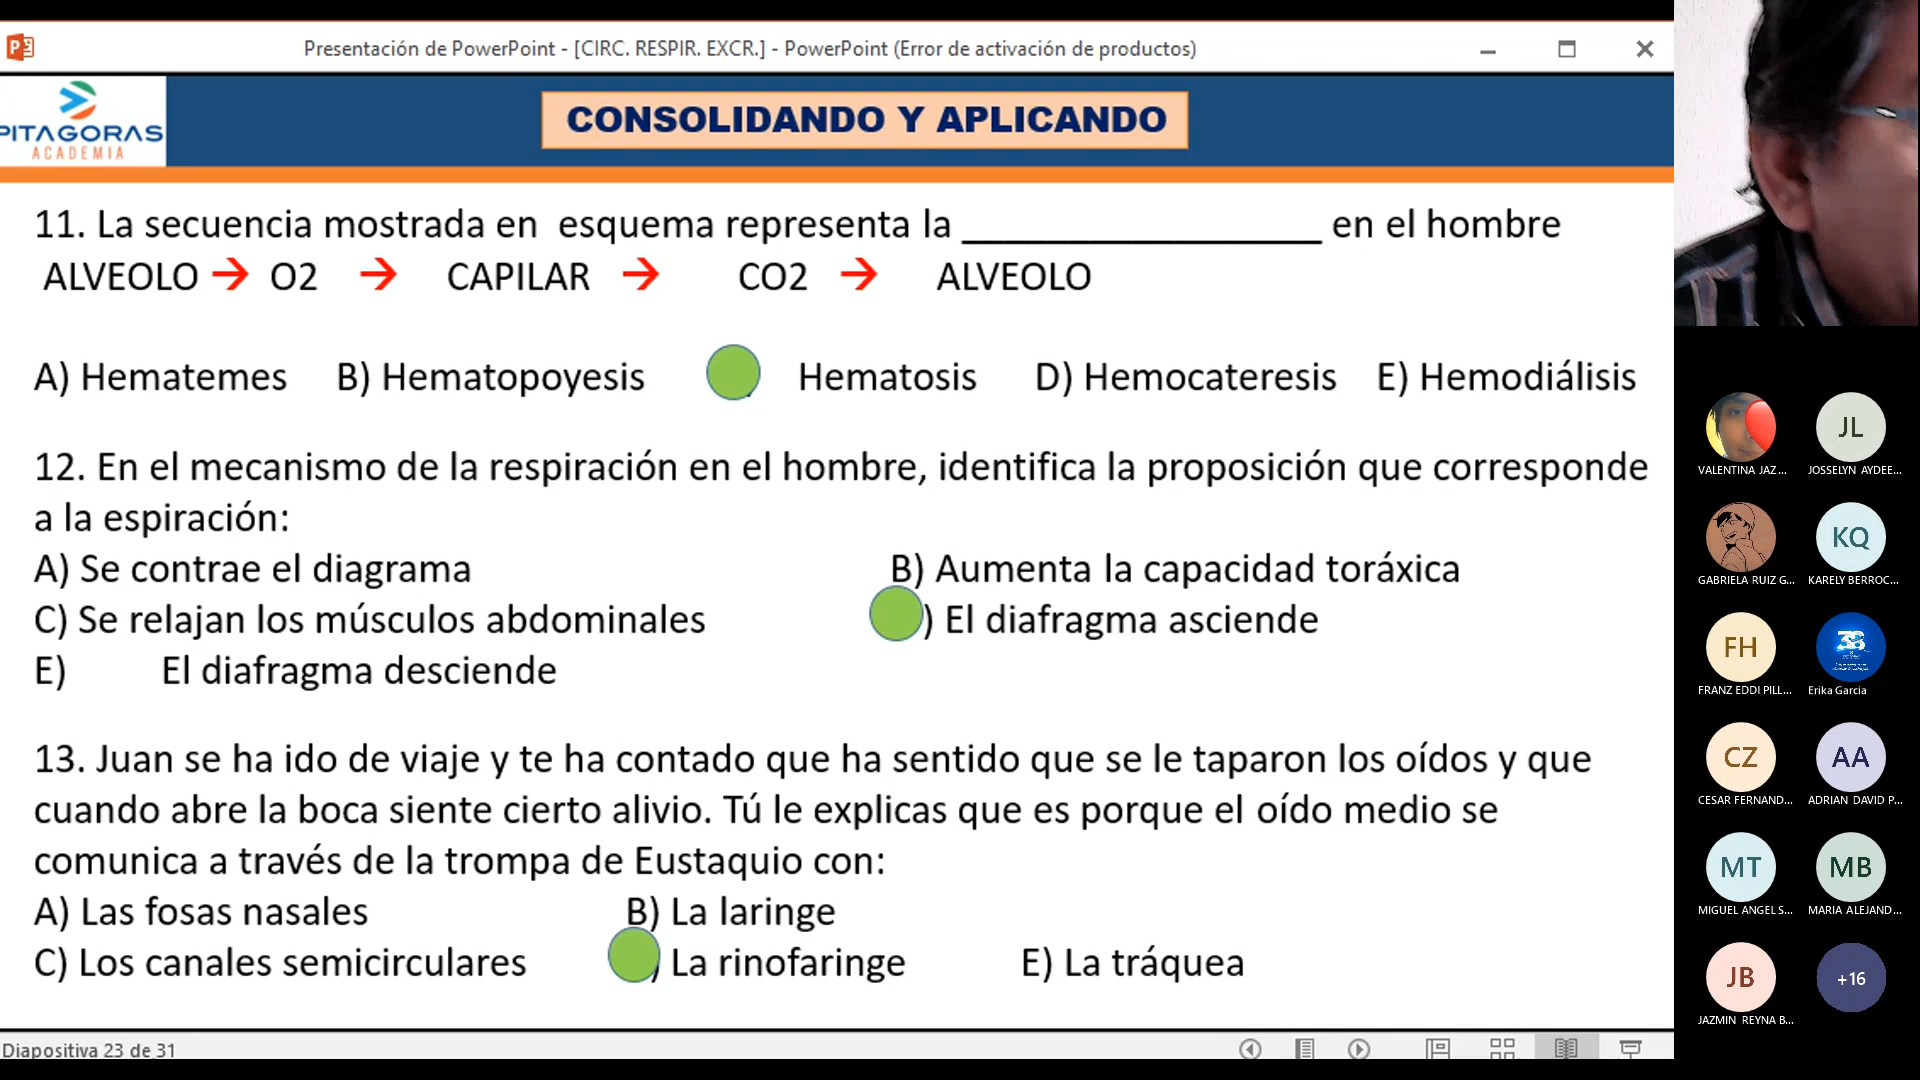 Presentación de PowerPoint - [CIRC. RESPIR. EXCR.] - PowerPoint (Error de activación de productos)
PITAGORAS
ACADEMIA
CONSOLIDANDO Y APLICANDO
11. La secuencia mostrada en esquema representa la __________________ en el hombre
ALVEOLO → O2 → CAPILAR → CO2 → ALVEOLO
A) Hematemes B) Hematopoyesis Hematosis D) Hemocateresis E) Hemodiálisis
12. En el mecanismo de la respiración en el hombre, identifica la proposición que corresponde
a la espiración:
A) Se contrae el diagrama B) Aumenta la capacidad toráxica
C) Se relajan los músculos abdominales ) El diafragma asciende
E) El diafragma desciende
13. Juan se ha ido de viaje y te ha contado que ha sentido que se le taparon los oídos y que
cuando abre la boca siente cierto alivio. Tú le explicas que es porque el oído medio se
comunica a través de la trompa de Eustaquio con:
A) Las fosas nasales B) La laringe
C) Los canales semicirculares ) La rinofaringe E) La tráquea
Diapositiva 23 de 31
VALENTINA JAZ...
JL
JOSSELYN AYDEE...
GABRIELA RUIZ G...
KQ
KARELY BERROC...
FH
FRANZ EDDI PILL...
38
Erika Garcia
CZ
CESAR FERNAND...
AA
ADRIAN DAVID P...
MT
MIGUEL ANGEL S...
MB
MARIA ALEJAND...
JB
JAZMIN REYNA B...
+16